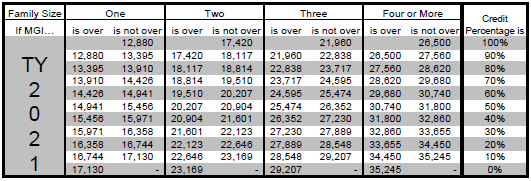 Family Size One Two Three Four or More Credit Percentage is
If MGI... is over is not over is over is not over is over is not over is over is not over
TY 2021
12,880 17,420 21,960 26,500 100%
12,880 13,395 17,420 18,117 21,960 22,838 26,500 27,560 90%
13,395 13,910 18,117 18,814 22,838 23,717 27,560 28,620 80%
13,910 14,426 18,814 19,510 23,717 24,595 28,620 29,680 70%
14,426 14,941 19,510 20,207 24,595 25,474 29,680 30,740 60%
14,941 15,456 20,207 20,904 25,474 26,352 30,740 31,800 50%
15,456 15,971 20,904 21,601 26,352 27,230 31,800 32,860 40%
15,971 16,358 21,601 22,123 27,230 27,889 32,860 33,655 30%
16,358 16,744 22,123 22,646 27,889 28,548 33,655 34,450 20%
16,744 17,130 22,646 23,169 28,548 29,207 34,450 35,245 10%
17,130 - 23,169 - 29,207 - 35,245 - 0%